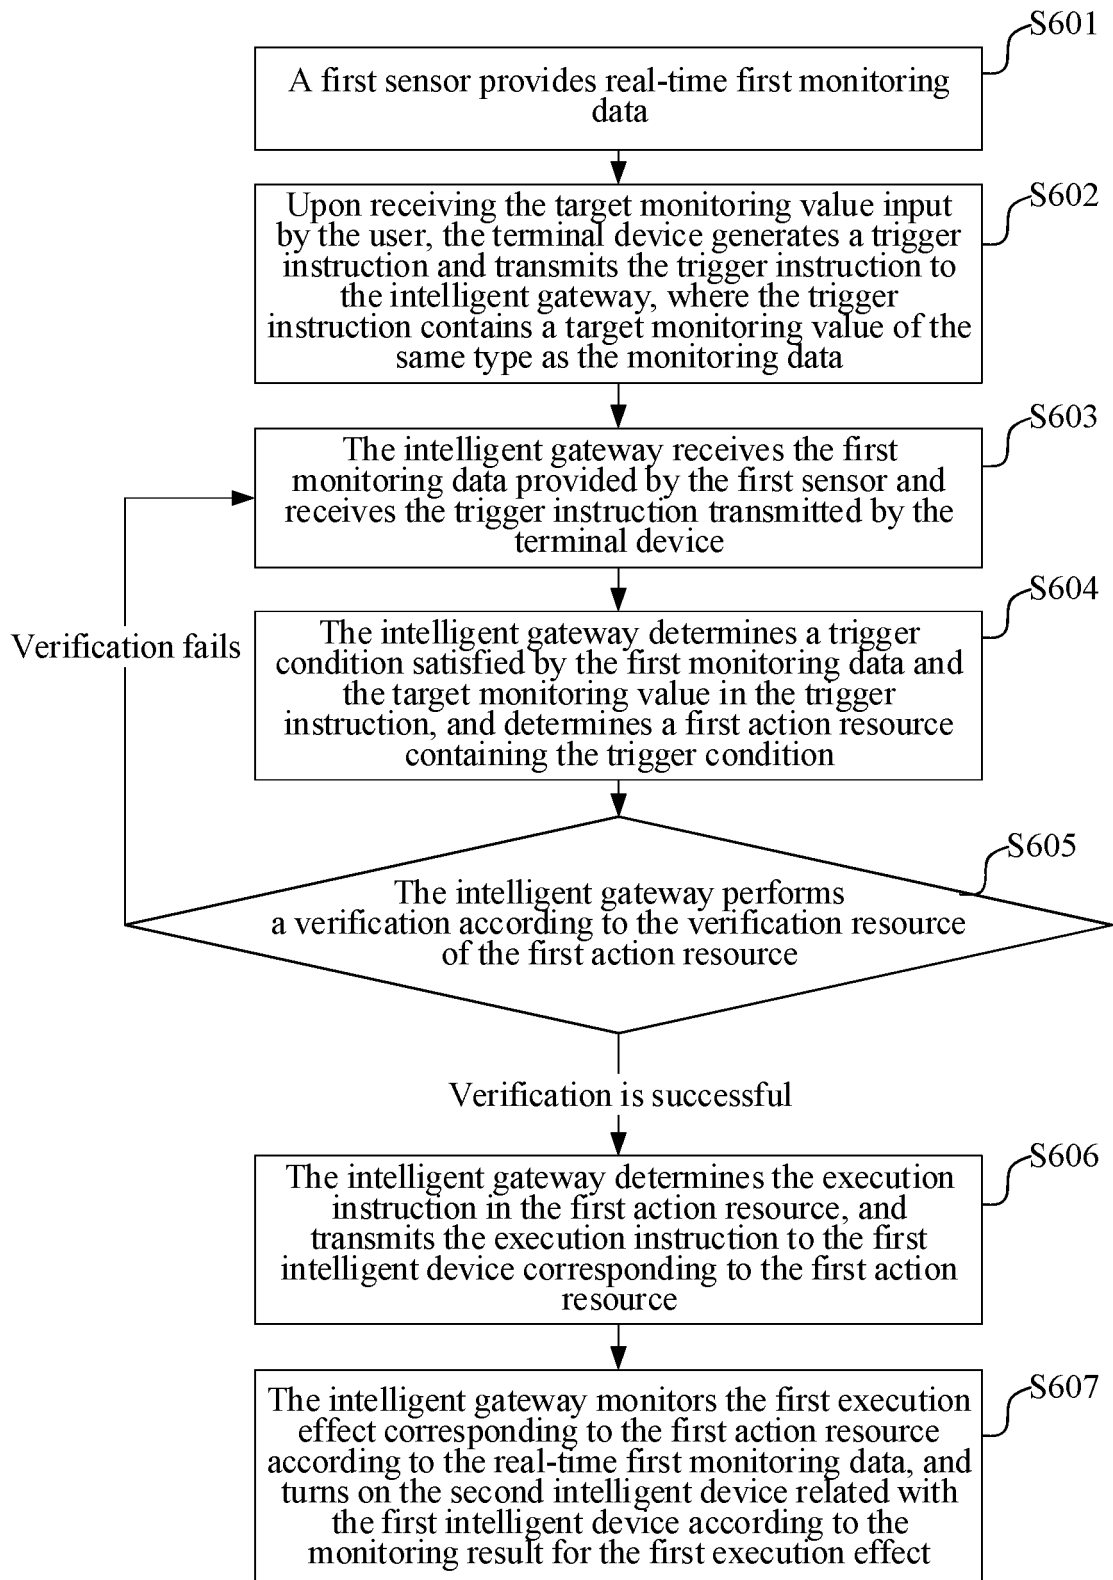 S601
A first sensor provides real-time first monitoring
data
S602
Upon receiving the target monitoring value input
by the user, the terminal device generates a trigger
instruction and transmits the trigger instruction to
the intelligent gateway, where the trigger
instruction contains a target monitoring value of the
same type as the monitoring data
S603
The intelligent gateway receives the first
monitoring data provided by the first sensor and
receives the trigger instruction transmitted by the
terminal device
S604
The intelligent gateway determines a trigger
condition satisfied by the first monitoring data and
the target monitoring value in the trigger
instruction, and determines a first action resource
containing the trigger condition
Verification fails
S605
The intelligent gateway performs
a verification according to the verification resource
of the first action resource
Verification is successful
S606
The intelligent gateway determines the execution
instruction in the first action resource, and
transmits the execution instruction to the first
intelligent device corresponding to the first action
resource
S607
The intelligent gateway monitors the first execution
effect corresponding to the first action resource
according to the real-time first monitoring data, and
turns on the second intelligent device related with
the first intelligent device according to the
monitoring result for the first execution effect